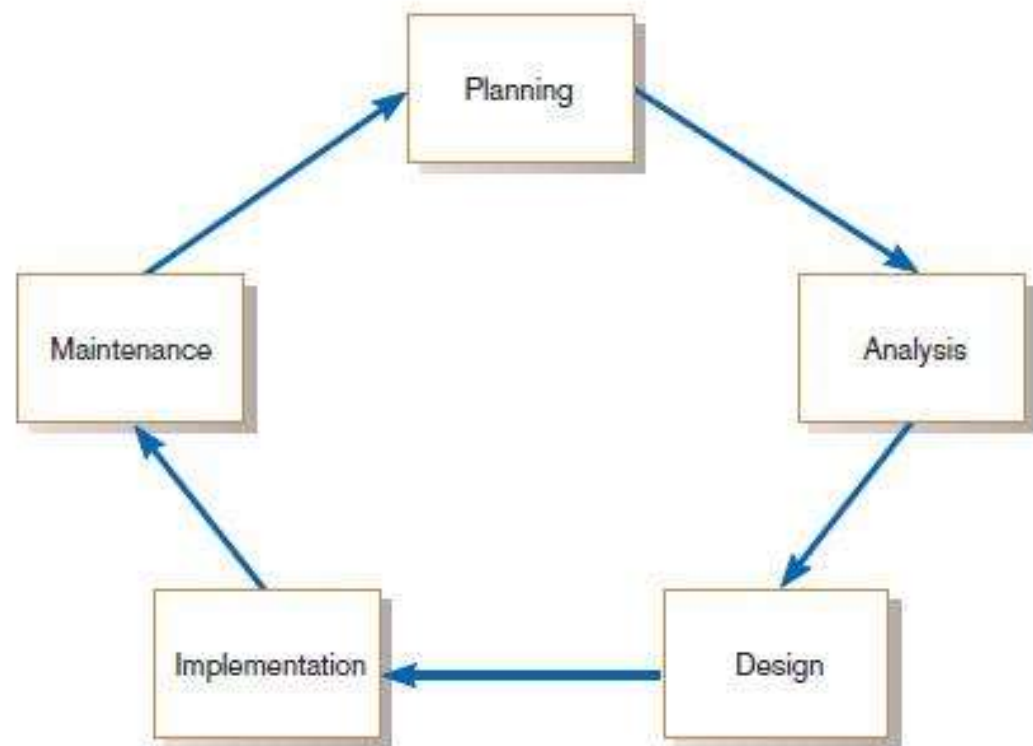 Planning
Maintenance
Analysis
Implementation
Design